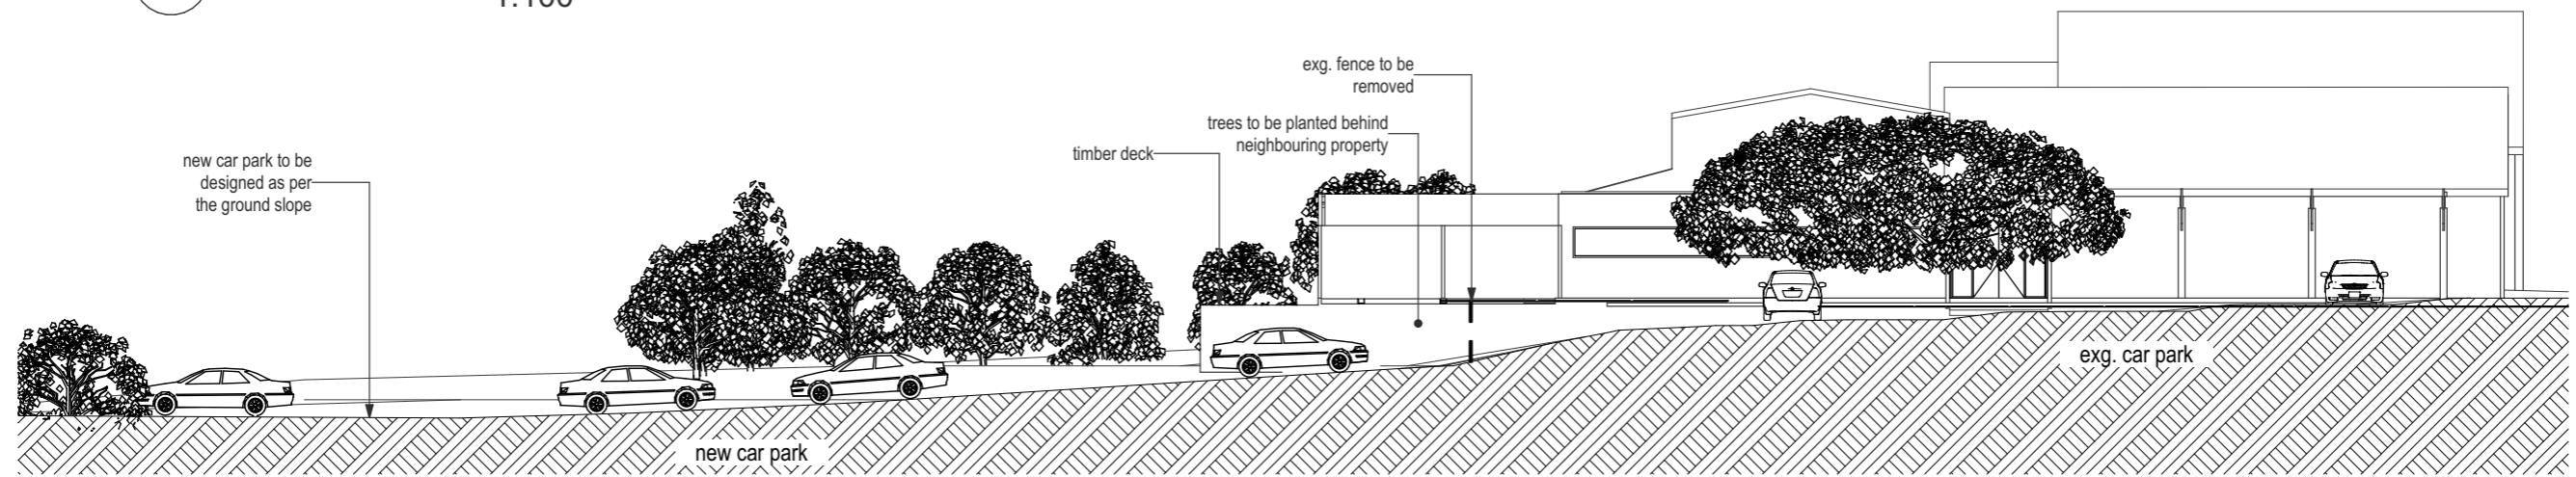 exg. fence to be
removed
trees to be planted behind
neighbouring property
timber deck
new car park to be
designed as per
the ground slope
exg. car park
new car park